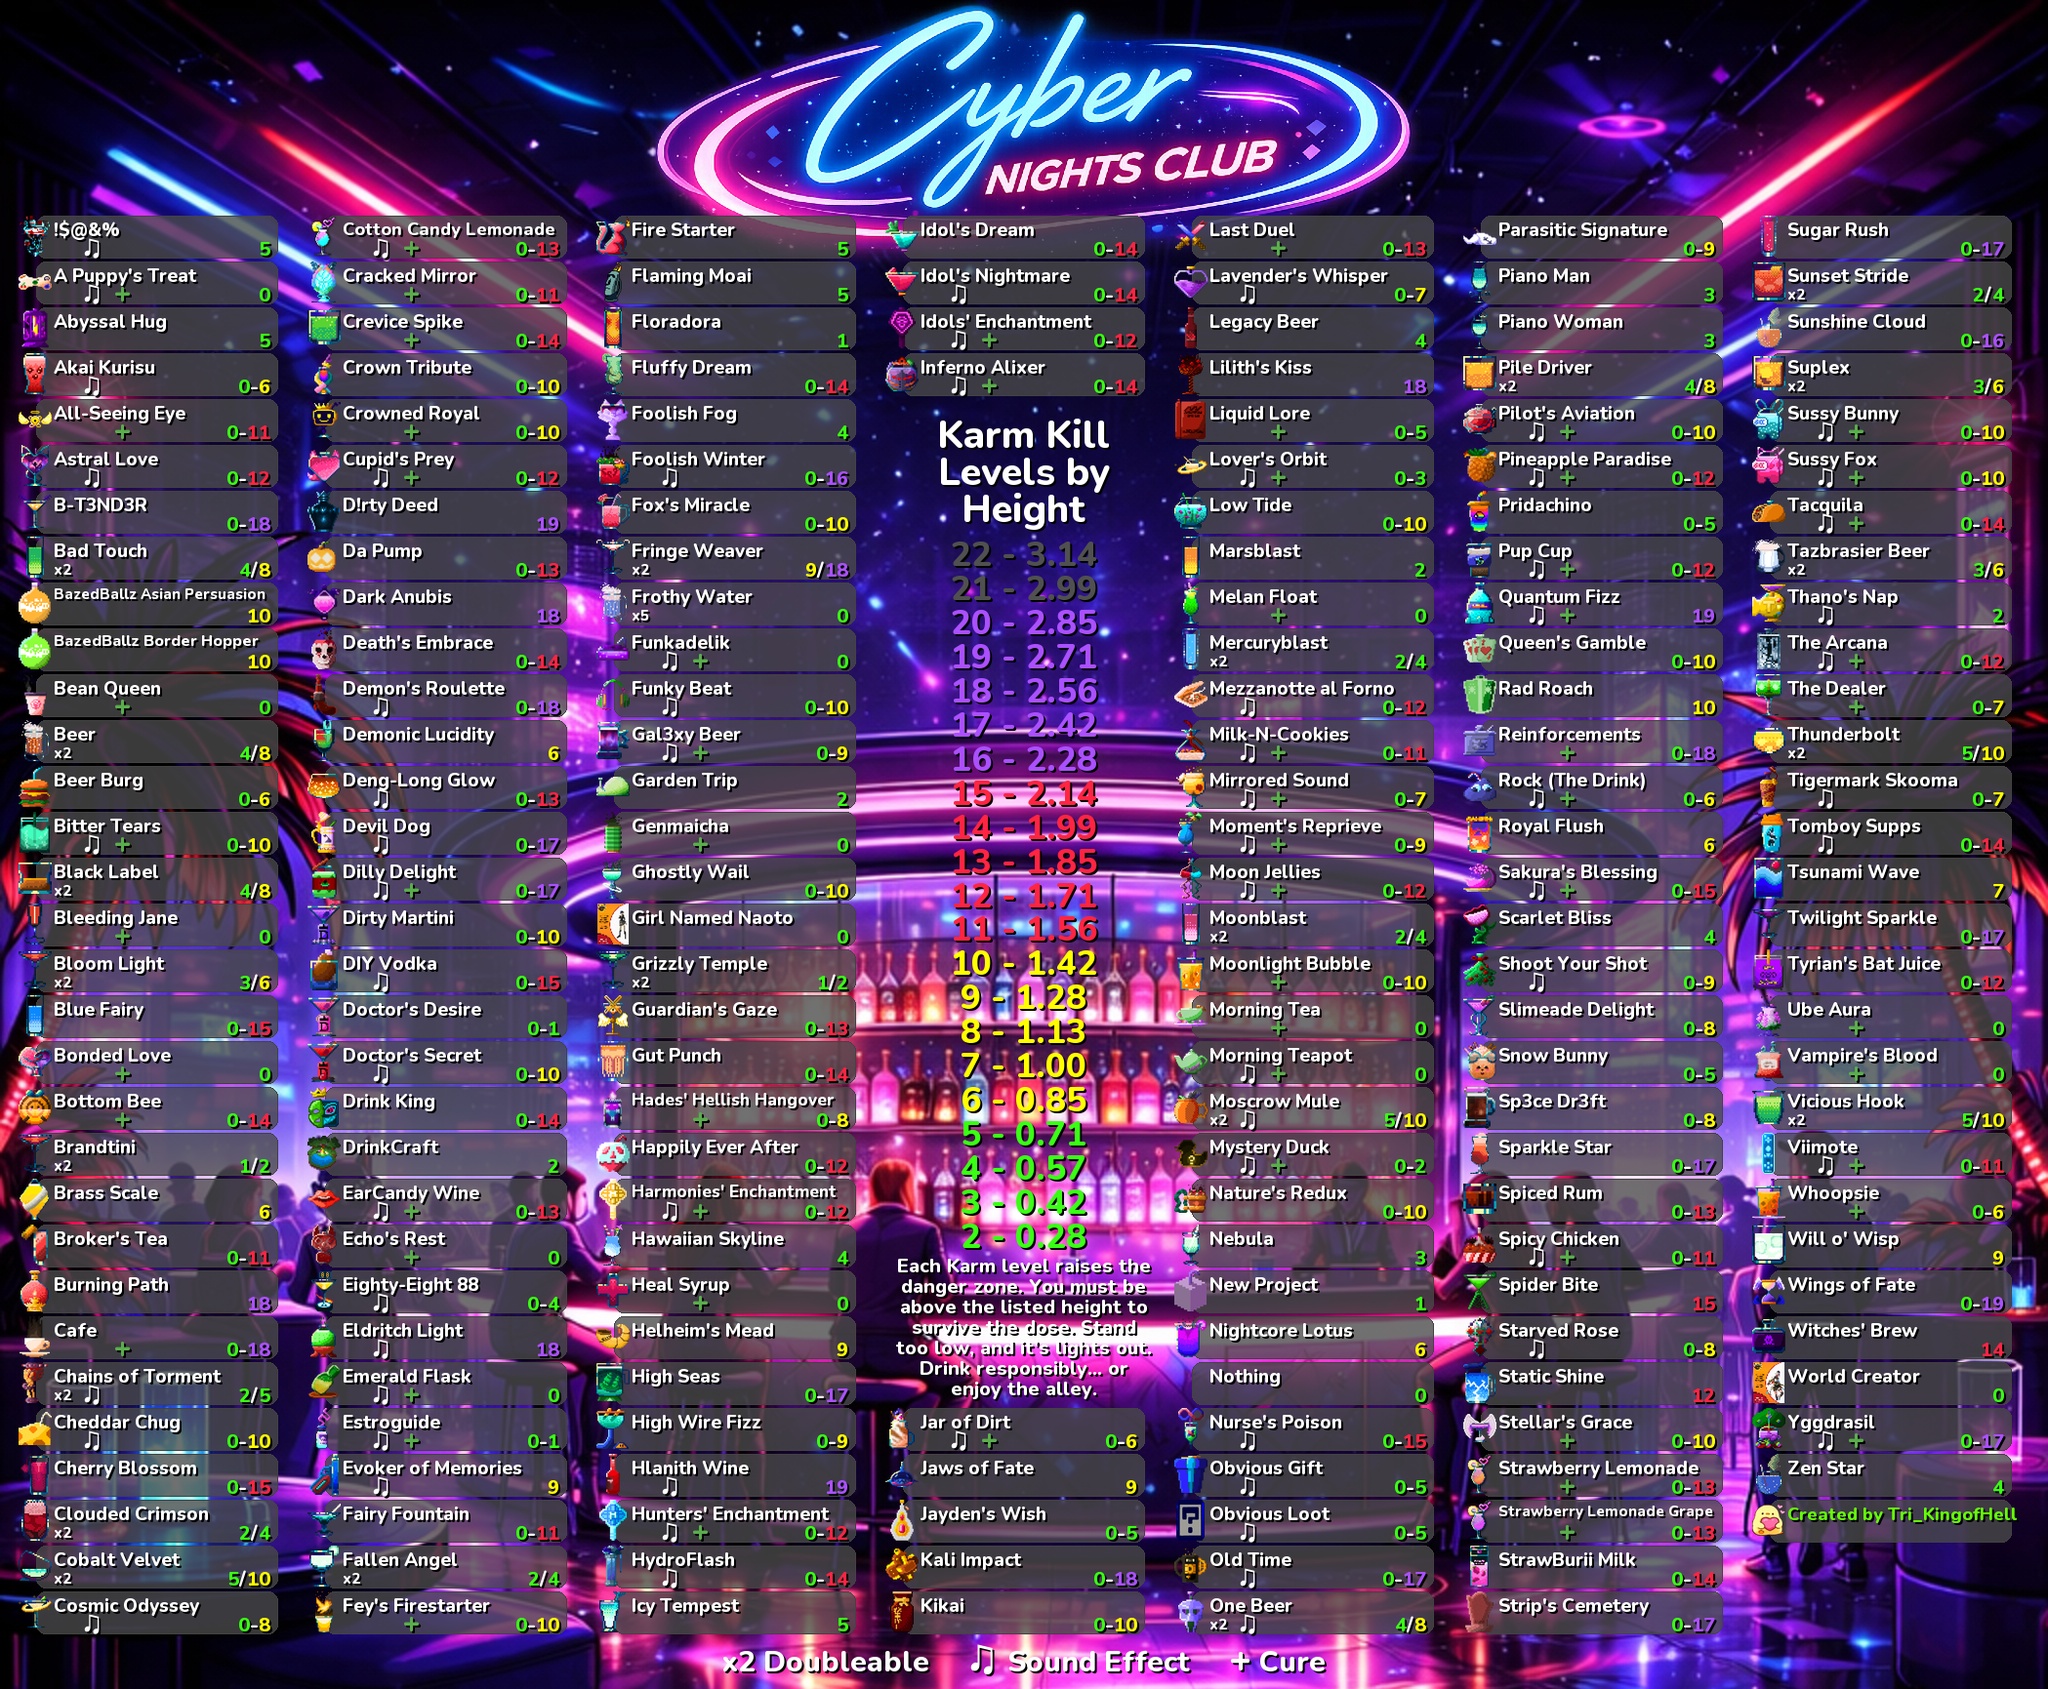 Cyber
NIGHTS CLUB
!$@&%
♫ 5
A Puppy's Treat
♫ + 0
Abyssal Hug
5
Akai Kurisu
♫ 0-6
All-Seeing Eye
+ 0-11
Astral Love
♫ 0-12
B-T3ND3R
0-18
Bad Touch
x2 4/8
BazedBallz Asian Persuasion
10
BazedBallz Border Hopper
10
Bean Queen
+ 0
Beer
x2 4/8
Beer Burg
0-6
Bitter Tears
♫ + 0-10
Black Label
x2 4/8
Bleeding Jane
+ 0
Bloom Light
x2 3/6
Blue Fairy
0-15
Bonded Love
+ 0
Bottom Bee
+ 0-14
Brandtini
x2 1/2
Brass Scale
6
Broker's Tea
0-11
Burning Path
18
Cafe
+ 0-18
Chains of Torment
x2 ♫ 2/5
Cheddar Chug
♫ 0-10
Cherry Blossom
0-15
Clouded Crimson
x2 2/4
Cobalt Velvet
x2 5/10
Cosmic Odyssey
♫ 0-8
Cotton Candy Lemonade
♫ + 0-13
Cracked Mirror
+ 0-11
Crevice Spike
+ 0-14
Crown Tribute
0-10
Crowned Royal
+ 0-10
Cupid's Prey
♫ + 0-12
D!rty Deed
19
Da Pump
0-13
Dark Anubis
18
Death's Embrace
0-14
Demon's Roulette
♫ 0-18
Demonic Lucidity
6
Deng-Long Glow
♫ 0-13
Devil Dog
♫ 0-17
Dilly Delight
♫ + 0-17
Dirty Martini
0-10
DIY Vodka
♫ 0-15
Doctor's Desire
0-1
Doctor's Secret
♫ 0-10
Drink King
0-14
DrinkCraft
2
EarCandy Wine
♫ + 0-13
Echo's Rest
+ 0
Eighty-Eight 88
♫ 0-4
Eldritch Light
♫ 18
Emerald Flask
♫ + 0
Estroguide
♫ + 0-1
Evoker of Memories
9
Fairy Fountain
0-11
Fallen Angel
x2 2/4
Fey's Firestarter
+ 0-10
Fire Starter
5
Flaming Moai
5
Floradora
1
Fluffy Dream
0-14
Foolish Fog
4
Foolish Winter
♫ 0-16
Fox's Miracle
0-10
Fringe Weaver
x2 9/18
Frothy Water
x5 0
Funkadelik
♫ + 0
Funky Beat
♫ 0-10
Gal3xy Beer
♫ + 0-9
Garden Trip
2
Genmaicha
+ 0
Ghostly Wail
0-10
Girl Named Naoto
0
Grizzly Temple
x2 1/2
Guardian's Gaze
0-13
Gut Punch
0-14
Hades' Hellish Hangover
+ 0-8
Happily Ever After
0-12
Harmonies' Enchantment
♫ + 0-12
Hawaiian Skyline
4
Heal Syrup
+ 0
Helheim's Mead
9
High Seas
0-17
High Wire Fizz
0-9
Hlanith Wine
♫ 19
Hunters' Enchantment
♫ + 0-12
HydroFlash
♫ 0-14
Icy Tempest
5
Idol's Dream
0-14
Idol's Nightmare
♫ 0-14
Idols' Enchantment
♫ + 0-12
Inferno Alixer
♫ + 0-14
Karm Kill
Levels by
Height
22 - 3.14
21 - 2.99
20 - 2.85
19 - 2.71
18 - 2.56
17 - 2.42
16 - 2.28
15 - 2.14
14 - 1.99
13 - 1.85
12 - 1.71
11 - 1.56
10 - 1.42
9 - 1.28
8 - 1.13
7 - 1.00
6 - 0.85
5 - 0.71
4 - 0.57
3 - 0.42
2 - 0.28
Each Karm level raises the
danger zone. You must be
above the listed height to
survive the dose. Stand
too low, and it's lights out.
Drink responsibly... or
enjoy the alley.
Jar of Dirt
♫ + 0-6
Jaws of Fate
9
Jayden's Wish
0-5
Kali Impact
0-18
Kikai
0-10
Last Duel
+ 0-13
Lavender's Whisper
♫ 0-7
Legacy Beer
4
Lilith's Kiss
18
Liquid Lore
+ 0-5
Lover's Orbit
♫ + 0-3
Low Tide
0-10
Marsblast
2
Melan Float
+ 0
Mercuryblast
x2 2/4
Mezzanotte al Forno
♫ 0-12
Milk-N-Cookies
♫ + 0-11
Mirrored Sound
♫ + 0-7
Moment's Reprieve
♫ + 0-9
Moon Jellies
♫ + 0-12
Moonblast
x2 2/4
Moonlight Bubble
+ 0-10
Morning Tea
+ 0
Morning Teapot
♫ + 0
Moscrow Mule
x2 ♫ 5/10
Mystery Duck
♫ + 0-2
Nature's Redux
0-10
Nebula
3
New Project
1
Nightcore Lotus
6
Nothing
0
Nurse's Poison
♫ 0-15
Obvious Gift
♫ 0-5
Obvious Loot
♫ 0-5
Old Time
♫ 0-17
One Beer
x2 ♫ 4/8
Parasitic Signature
0-9
Piano Man
3
Piano Woman
3
Pile Driver
x2 4/8
Pilot's Aviation
♫ + 0-10
Pineapple Paradise
♫ + 0-12
Pridachino
0-5
Pup Cup
♫ + 0-12
Quantum Fizz
♫ + 19
Queen's Gamble
0-10
Rad Roach
10
Reinforcements
+ 0-18
Rock (The Drink)
♫ + 0-6
Royal Flush
6
Sakura's Blessing
♫ + 0-15
Scarlet Bliss
4
Shoot Your Shot
♫ 0-9
Slimeade Delight
0-8
Snow Bunny
0-5
Sp3ce Dr3ft
0-8
Sparkle Star
0-17
Spiced Rum
0-13
Spicy Chicken
♫ + 0-11
Spider Bite
15
Starved Rose
♫ 0-8
Static Shine
12
Stellar's Grace
+ 0-10
Strawberry Lemonade
+ 0-13
Strawberry Lemonade Grape
+ 0-13
StrawBurii Milk
0-14
Strip's Cemetery
0-17
Sugar Rush
0-17
Sunset Stride
x2 2/4
Sunshine Cloud
0-16
Suplex
x2 3/6
Sussy Bunny
♫ + 0-10
Sussy Fox
♫ + 0-10
Tacquila
♫ + 0-14
Tazbrasier Beer
x2 3/6
Thano's Nap
2
The Arcana
♫ + 0-12
The Dealer
+ 0-7
Thunderbolt
x2 5/10
Tigermark Skooma
♫ 0-7
Tomboy Supps
♫ 0-14
Tsunami Wave
7
Twilight Sparkle
0-17
Tyrian's Bat Juice
0-12
Ube Aura
+ 0
Vampire's Blood
+ 0
Vicious Hook
x2 5/10
Viimote
♫ + 0-11
Whoopsie
+ 0-6
Will o' Wisp
9
Wings of Fate
0-19
Witches' Brew
14
World Creator
0
Yggdrasil
♫ + 0-17
Zen Star
4
Created by Tri_KingofHell
x2 Doubleable ♫ Sound Effect + Cure